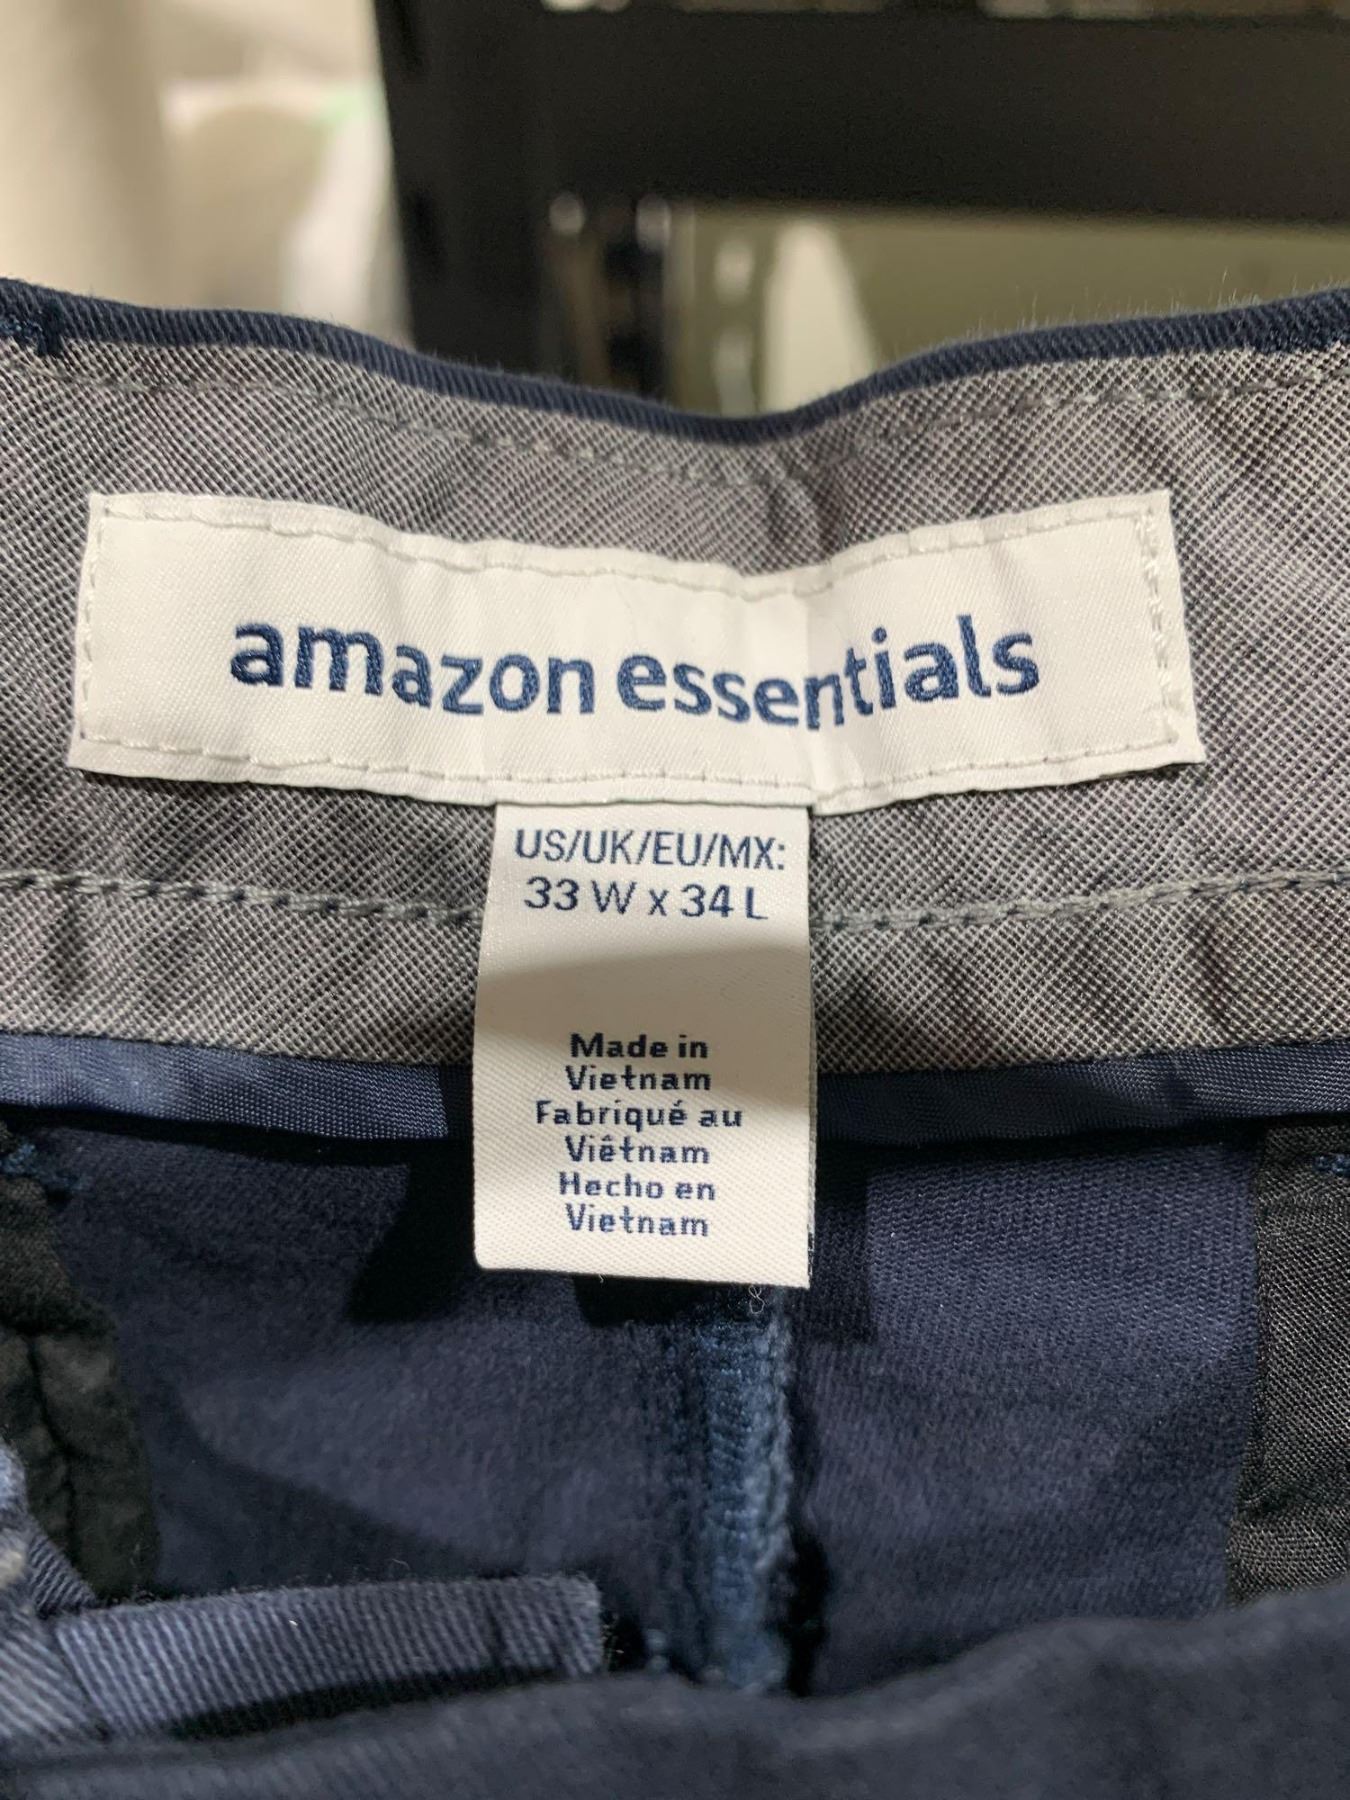 amazon essentials
US/UK/EU/MX:
33 W x 34 L
Made in
Vietnam
Fabriqué au
Viêtnam
Hecho en
Vietnam